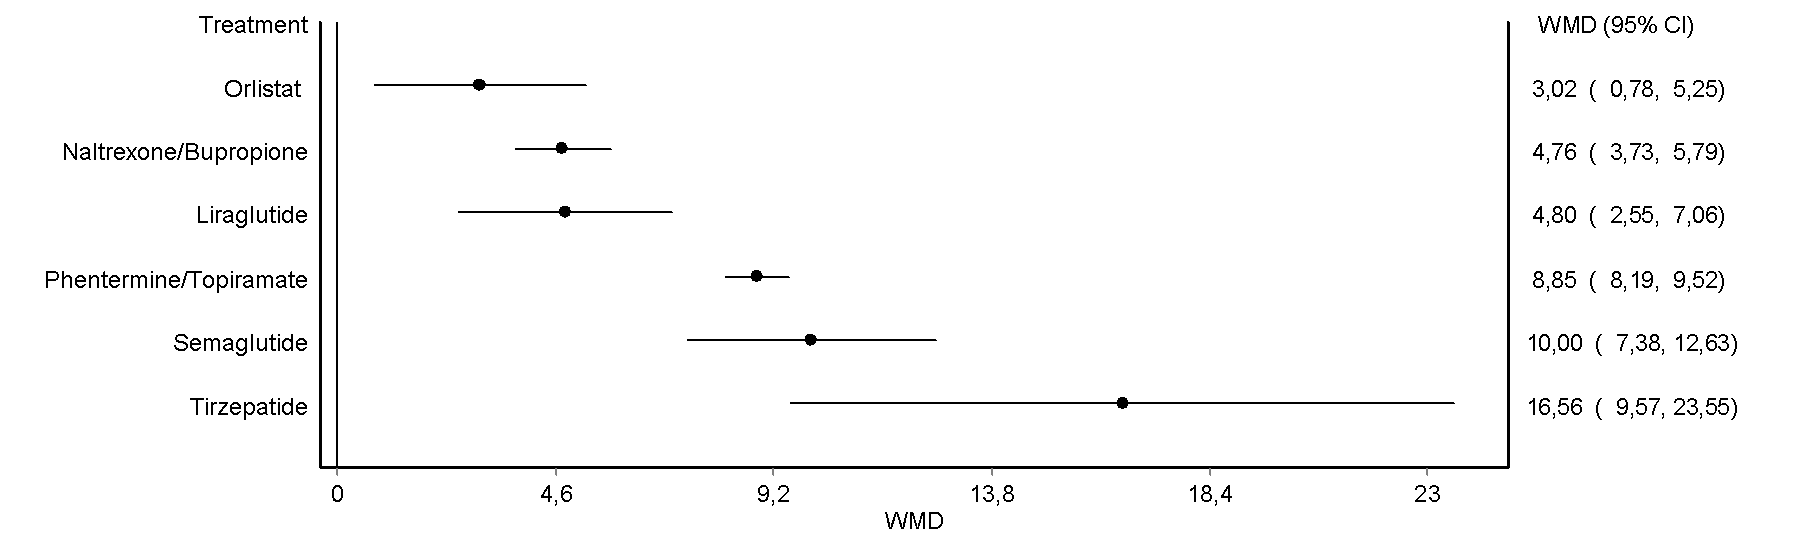 Treatment WMD (95% CI)
Orlistat 3,02 ( 0,78, 5,25)
Naltrexone/Bupropione 4,76 ( 3,73, 5,79)
Liraglutide 4,80 ( 2,55, 7,06)
Phentermine/Topiramate 8,85 ( 8,19, 9,52)
Semaglutide 10,00 ( 7,38, 12,63)
Tirzepatide 16,56 ( 9,57, 23,55)
0 4,6 9,2 13,8 18,4 23
WMD